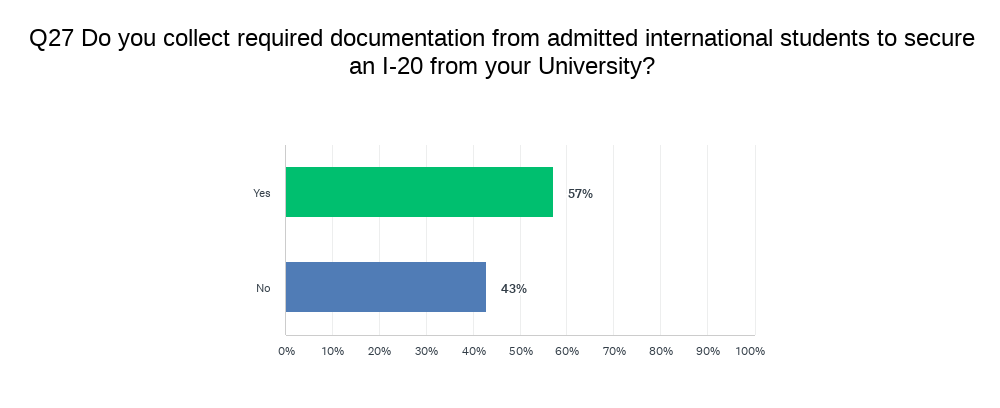 Q27 Do you collect required documentation from admitted international students to secure
an I-20 from your University?
Yes
57%
No
43%
0% 10% 20% 30% 40% 50% 60% 70% 80% 90% 100%